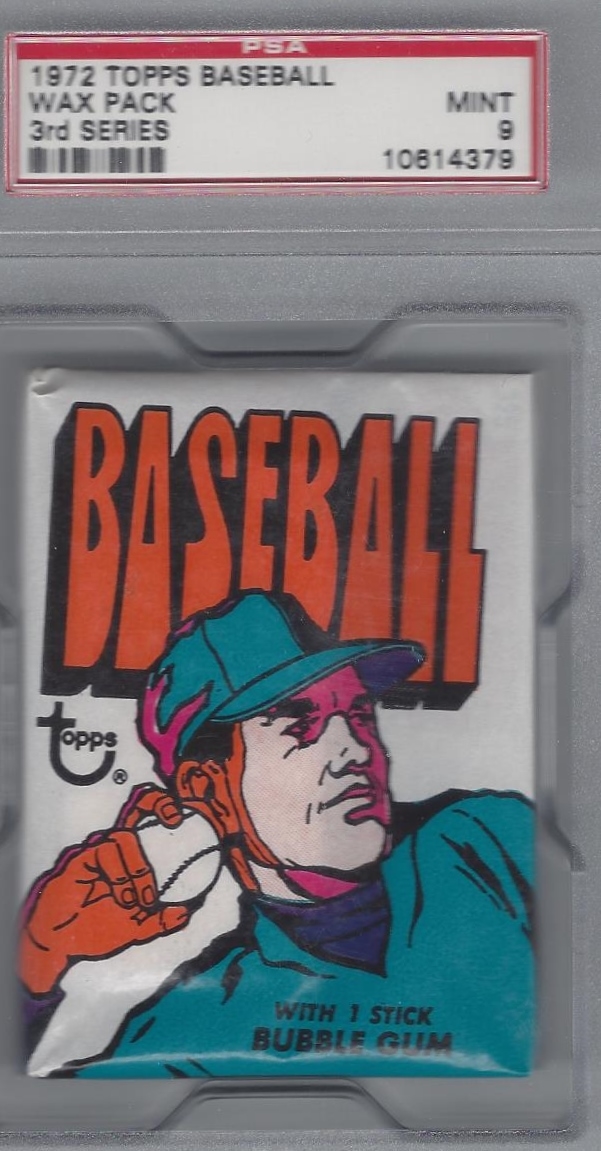 PSA
1972 TOPPS BASEBALL
WAX PACK MINT
3rd SERIES 9
10614379
BASEBALL
topps®
WITH 1 STICK
BUBBLE GUM